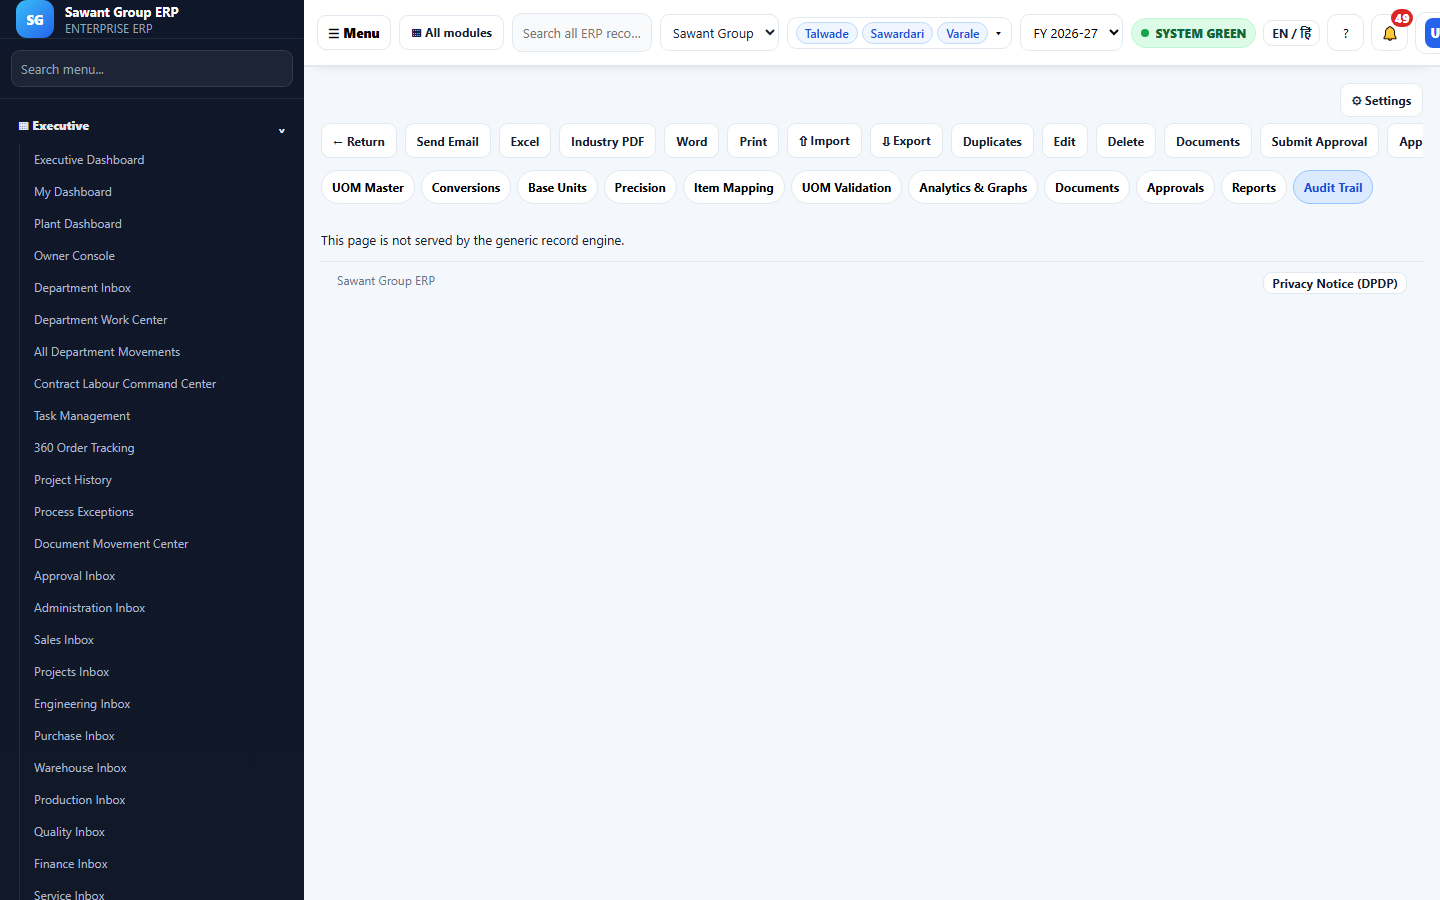 SG
Sawant Group ERP
ENTERPRISE ERP
Search menu...
Executive
Executive Dashboard
My Dashboard
Plant Dashboard
Owner Console
Department Inbox
Department Work Center
All Department Movements
Contract Labour Command Center
Task Management
360 Order Tracking
Project History
Process Exceptions
Document Movement Center
Approval Inbox
Administration Inbox
Sales Inbox
Projects Inbox
Engineering Inbox
Purchase Inbox
Warehouse Inbox
Production Inbox
Quality Inbox
Finance Inbox
Service Inbox
☰ Menu All modules Search all ERP reco... Sawant Group Talwade Sawardari Varale FY 2026-27 SYSTEM GREEN EN / हिं ? 49 U
⚙ Settings
← Return Send Email Excel Industry PDF Word Print ⇧ Import ⇩ Export Duplicates Edit Delete Documents Submit Approval App
UOM Master Conversions Base Units Precision Item Mapping UOM Validation Analytics & Graphs Documents Approvals Reports Audit Trail
This page is not served by the generic record engine.
Sawant Group ERP Privacy Notice (DPDP)